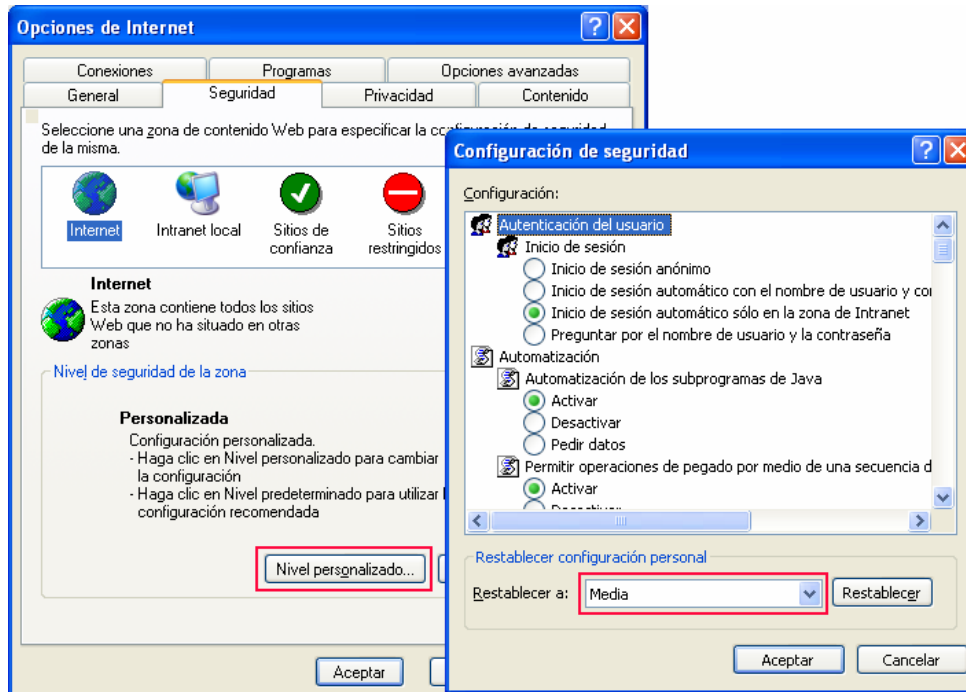 Opciones de Internet
Conexiones Programas Opciones avanzadas
General Seguridad Privacidad Contenido
Seleccione una zona de contenido Web para especificar la configuración de seguridad
de la misma.
Internet Intranet local Sitios de confianza Sitios restringidos
Internet
Esta zona contiene todos los sitios
Web que no ha situado en otras
zonas
Nivel de seguridad de la zona
Personalizada
Configuración personalizada.
- Haga clic en Nivel personalizado para cambiar
la configuración
- Haga clic en Nivel predeterminado para utilizar
configuración recomendada
Nivel personalizado...
Aceptar
Configuración de seguridad
Configuración:
Autenticación del usuario
Inicio de sesión
Inicio de sesión anónimo
Inicio de sesión automático con el nombre de usuario y
Inicio de sesión automático sólo en la zona de Intranet
Preguntar por el nombre de usuario y la contraseña
Automatización
Automatización de los subprogramas de Java
Activar
Desactivar
Pedir datos
Permitir operaciones de pegado por medio de una secuencia d
Activar
Desactivar
Restablecer configuración personal
Restablecer a: Media Restablecer
Aceptar Cancelar